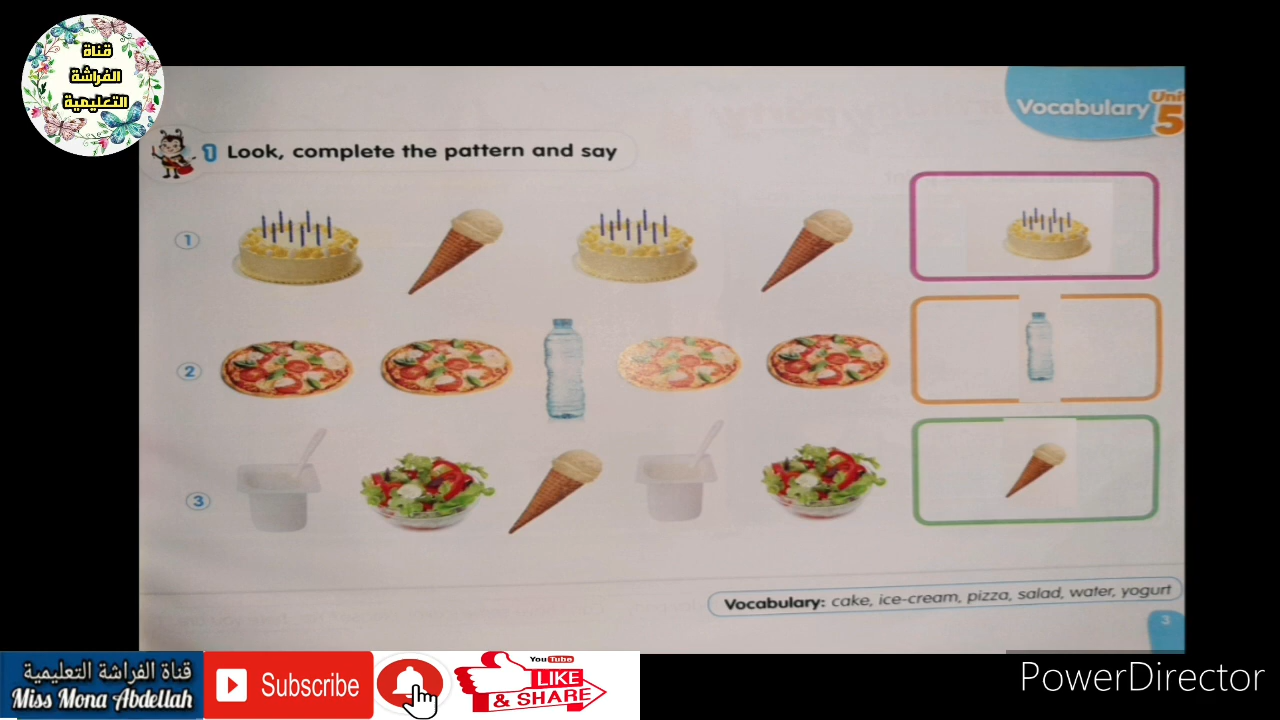 قناة
الفراشة
التعليمية
Vocabulary Unit 5
1 Look, complete the pattern and say
1
2
3
Vocabulary: cake, ice-cream, pizza, salad, water, yogurt
3
قناة الفراشة التعليمية
Miss Mona Abdellah
Subscribe
YouTube
LIKE
& SHARE
PowerDirector